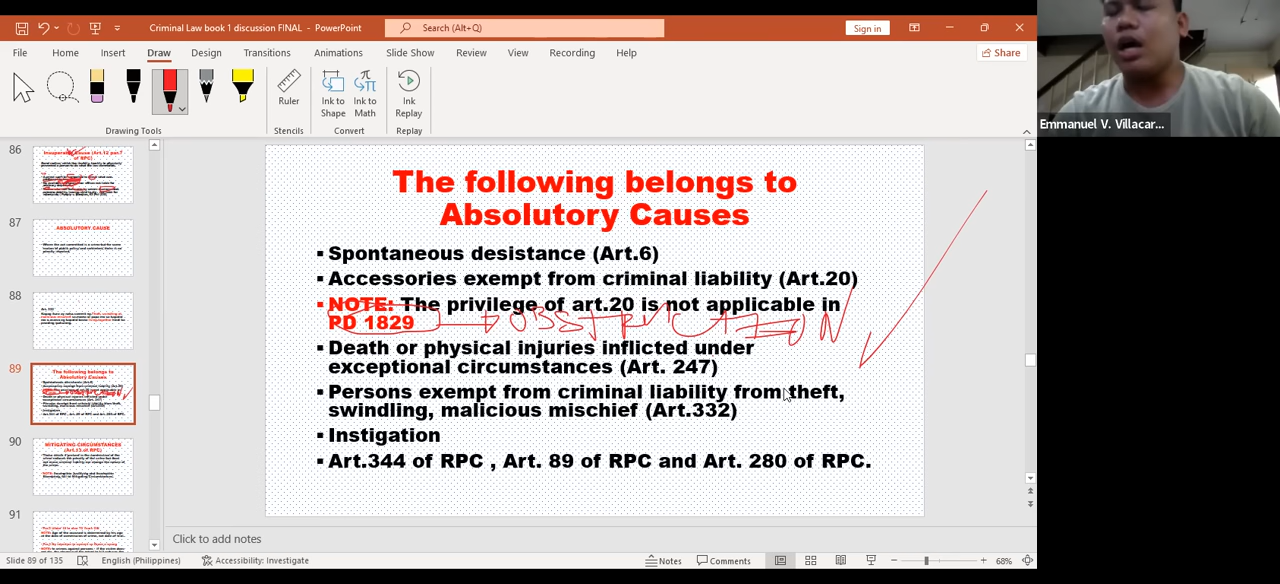 Criminal Law book 1 discussion FINAL - PowerPoint
Search (Alt+Q)
Sign in
File Home Insert Draw Design Transitions Animations Slide Show Review View Recording Help
Share
Ruler
Ink to Shape
Ink to Math
Ink Replay
Drawing Tools
Stencils
Convert
Replay
Emmanuel V. Villacar...
86
87
ABSOLUTORY CAUSE
88
89
The following belongs to
Absolutory Causes
90
MITIGATING CIRCUMSTANCES
91
The following belongs to
Absolutory Causes
▪ Spontaneous desistance (Art.6)
▪ Accessories exempt from criminal liability (Art.20)
▪ NOTE: The privilege of art.20 is not applicable in
PD 1829
OBSTRUCTION
▪ Death or physical injuries inflicted under
exceptional circumstances (Art. 247)
▪ Persons exempt from criminal liability from theft,
swindling, malicious mischief (Art.332)
▪ Instigation
▪ Art.344 of RPC , Art. 89 of RPC and Art. 280 of RPC.
Click to add notes
Slide 89 of 135
English (Philippines)
Accessibility: Investigate
Notes
Comments
68%